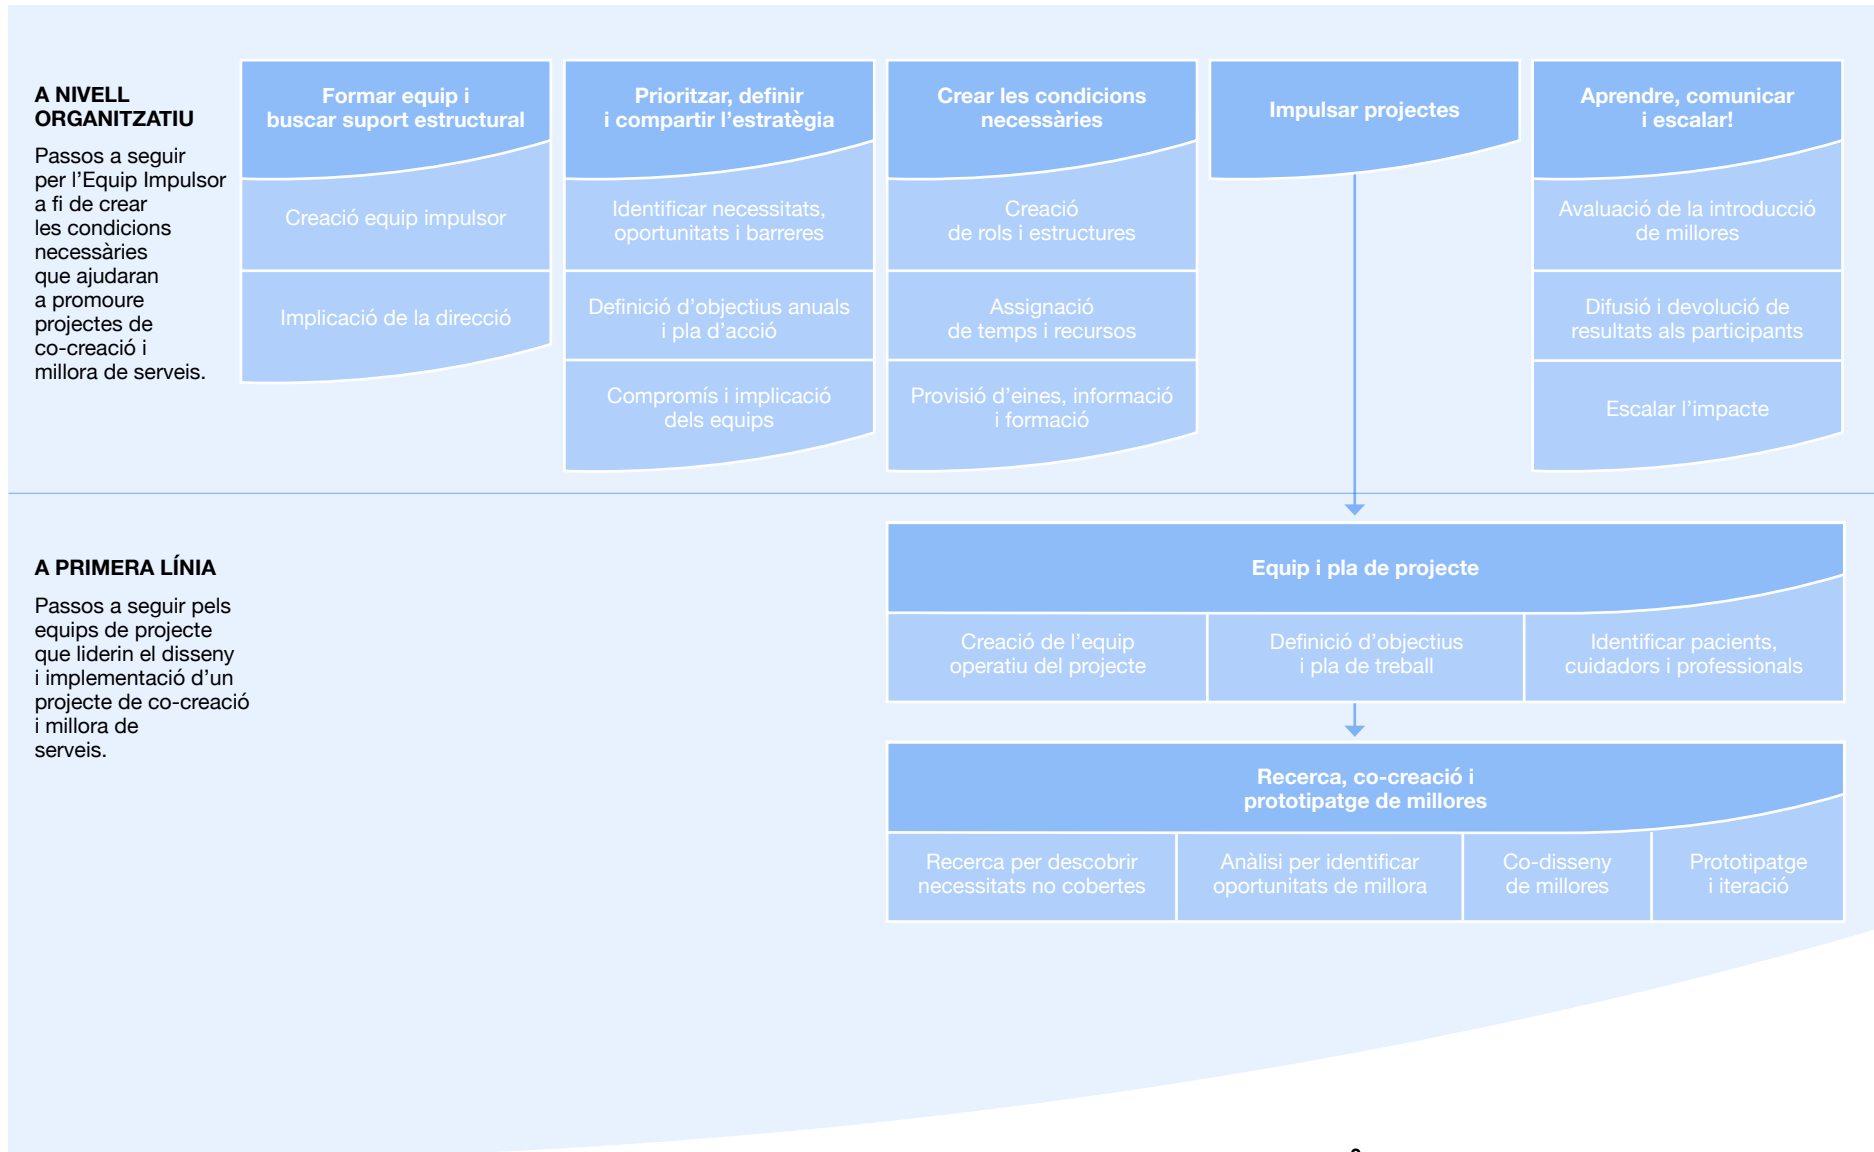 A NIVELL
ORGANITZATIU
Passos a seguir
per l’Equip Impulsor
a fi de crear
les condicions
necessàries
que ajudaran
a promoure
projectes de
co-creació i
millora de serveis.
Formar equip i
buscar suport estructural
Creació equip impulsor
Implicació de la direcció
Prioritzar, definir
i compartir l’estratègia
Identificar necessitats,
oportunitats i barreres
Definició d’objectius anuals
i pla d’acció
Compromís i implicació
dels equips
Crear les condicions
necessàries
Creació
de rols i estructures
Assignació
de temps i recursos
Provisió d’eines, informació
i formació
Impulsar projectes
Aprendre, comunicar
i escalar!
Avaluació de la introducció
de millores
Difusió i devolució de
resultats als participants
Escalar l’impacte
A PRIMERA LÍNIA
Passos a seguir pels
equips de projecte
que liderin el disseny
i implementació d’un
projecte de co-creació
i millora de
serveis.
Equip i pla de projecte
Creació de l’equip
operatiu del projecte
Definició d’objectius
i pla de treball
Identificar pacients,
cuidadors i professionals
Recerca, co-creació i
prototipatge de millores
Recerca per descobrir
necessitats no cobertes
Anàlisi per identificar
oportunitats de millora
Co-disseny
de millores
Prototipatge
i iteració